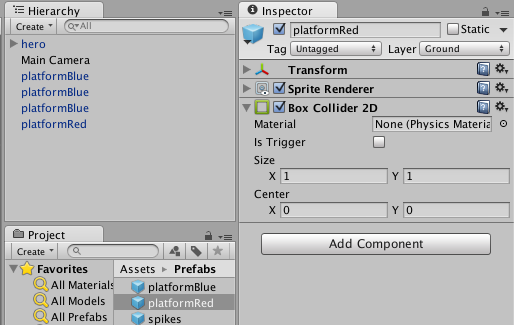 Hierarchy
Create All
hero
Main Camera
platformBlue
platformBlue
platformBlue
platformRed
Project
Create
Favorites
All Materials
All Models
All Prefabs
Assets Prefabs
platformBlue
platformRed
spikes
Inspector
platformRed Static
Tag Untagged Layer Ground
Transform
Sprite Renderer
Box Collider 2D
Material None (Physics Materia
Is Trigger
Size
X 1 Y 1
Center
X 0 Y 0
Add Component